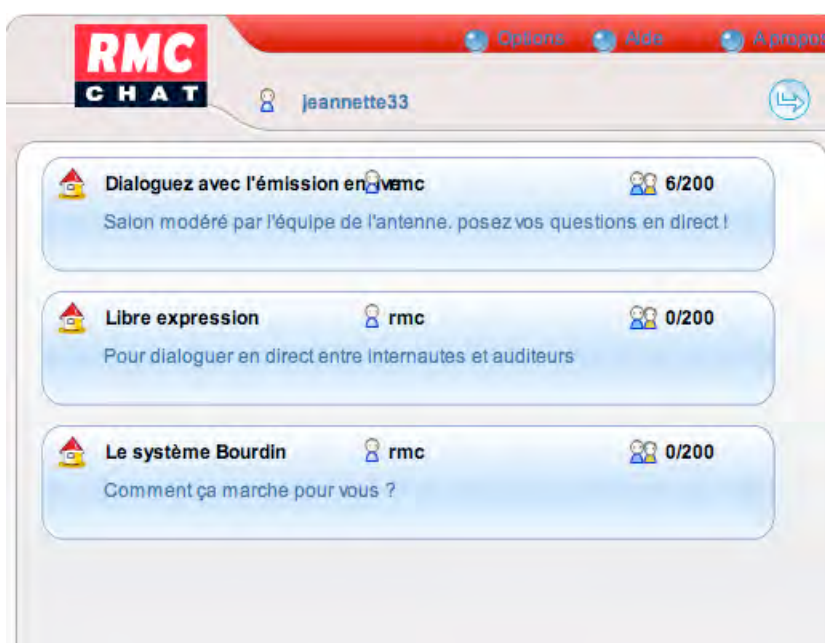 RMC
CHAT
Options Aide A propos
jeannette33
Dialoguez avec l'émission en live rmc 6/200
Salon modéré par l'équipe de l'antenne. posez vos questions en direct !
Libre expression rmc 0/200
Pour dialoguer en direct entre internautes et auditeurs
Le système Bourdin rmc 0/200
Comment ça marche pour vous ?